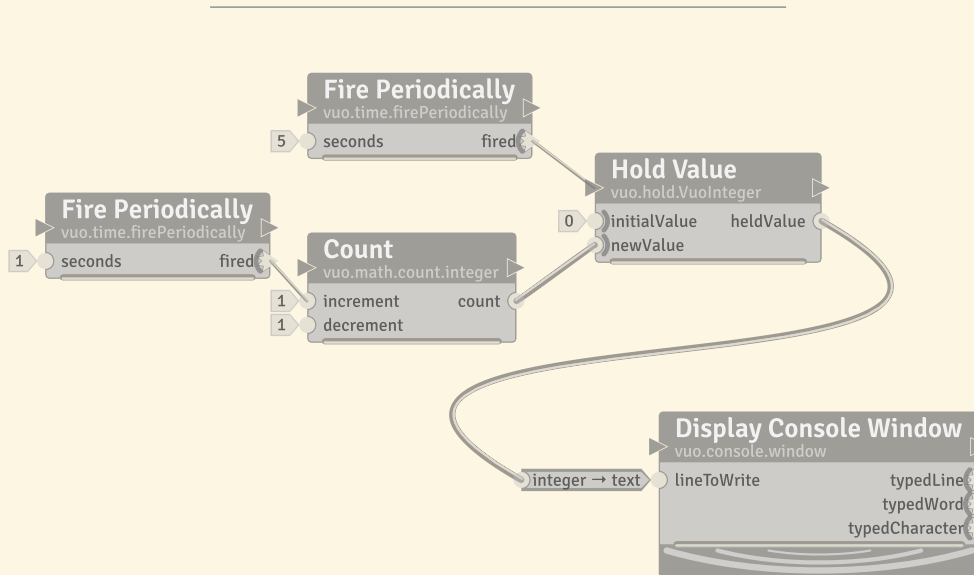 Fire Periodically
vuo.time.firePeriodically
5
seconds
fired
Hold Value
vuo.hold.VuoInteger
0
initialValue
heldValue
newValue
Fire Periodically
vuo.time.firePeriodically
1
seconds
fired
Count
vuo.math.count.integer
1
increment
count
1
decrement
Display Console Window
vuo.console.window
integer → text
lineToWrite
typedLine
typedWord
typedCharacter